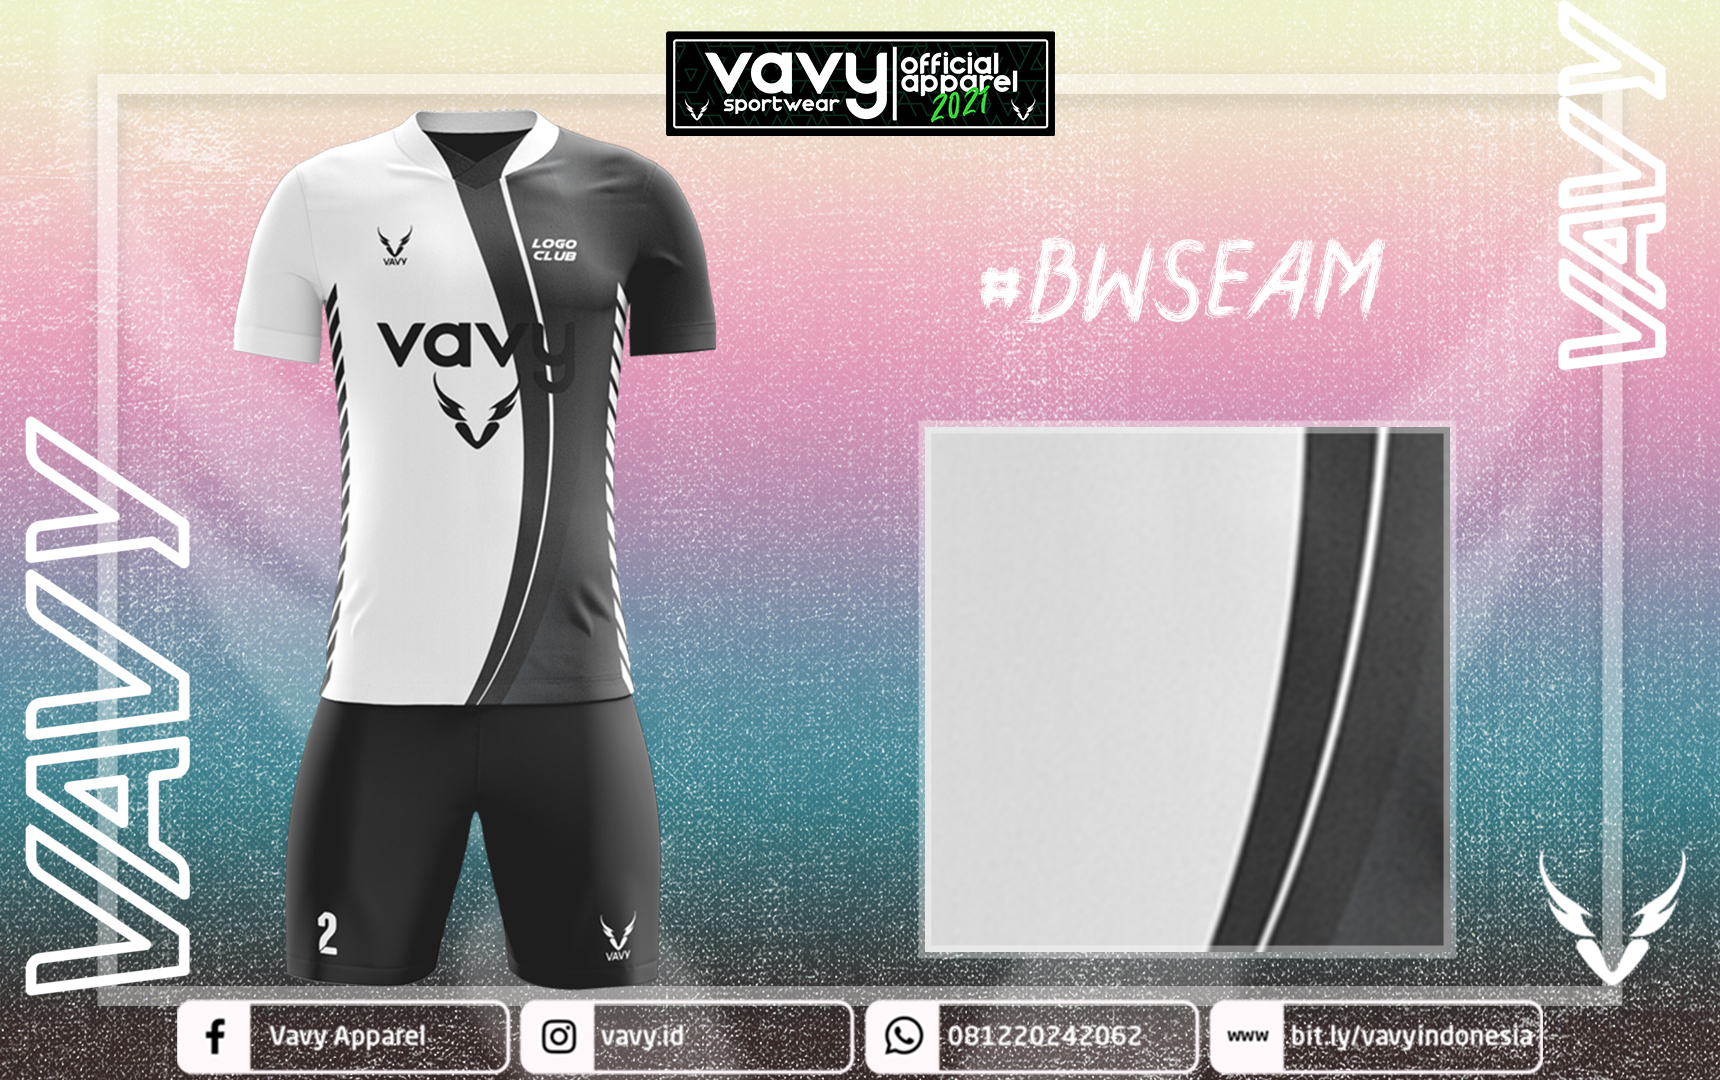 vavy
sportwear
official
apparel
2021
VAVY
#BWSEAM
VAVY
LOGO
CLUB
vavy
VAVY
2
VAVY
Vavy Apparel
vavy.id
081220242062
www
bit.ly/vavyindonesia